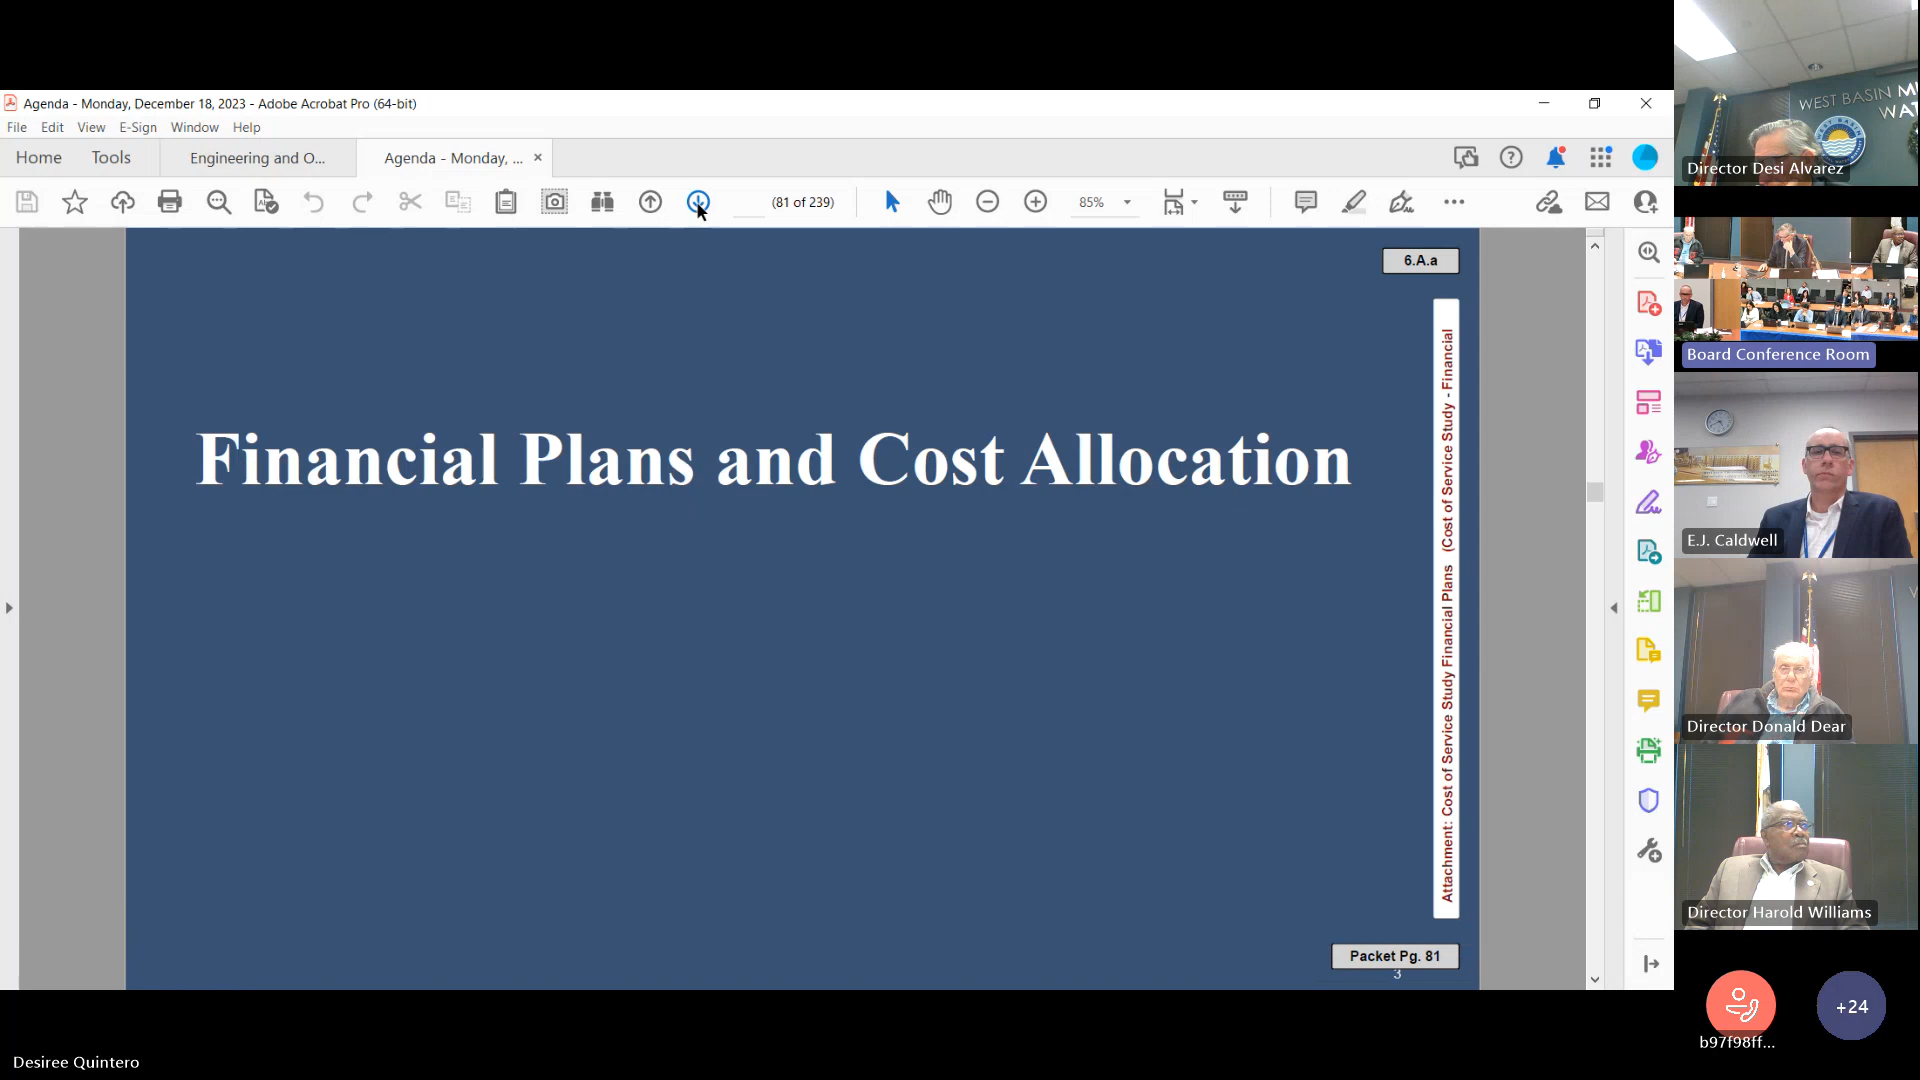 Agenda - Monday, December 18, 2023 - Adobe Acrobat Pro (64-bit)
File Edit View E-Sign Window Help
Home Tools Engineering and O... Agenda - Monday, ...
(81 of 239) 85%
6.A.a
Financial Plans and Cost Allocation
Attachment: Cost of Service Study Financial Plans (Cost of Service Study - Financial
Packet Pg. 81
3
WEST BASIN
Director Desi Alvarez
Board Conference Room
E.J. Caldwell
Director Donald Dear
Director Harold Williams
b97f98ff...
+24
Desiree Quintero